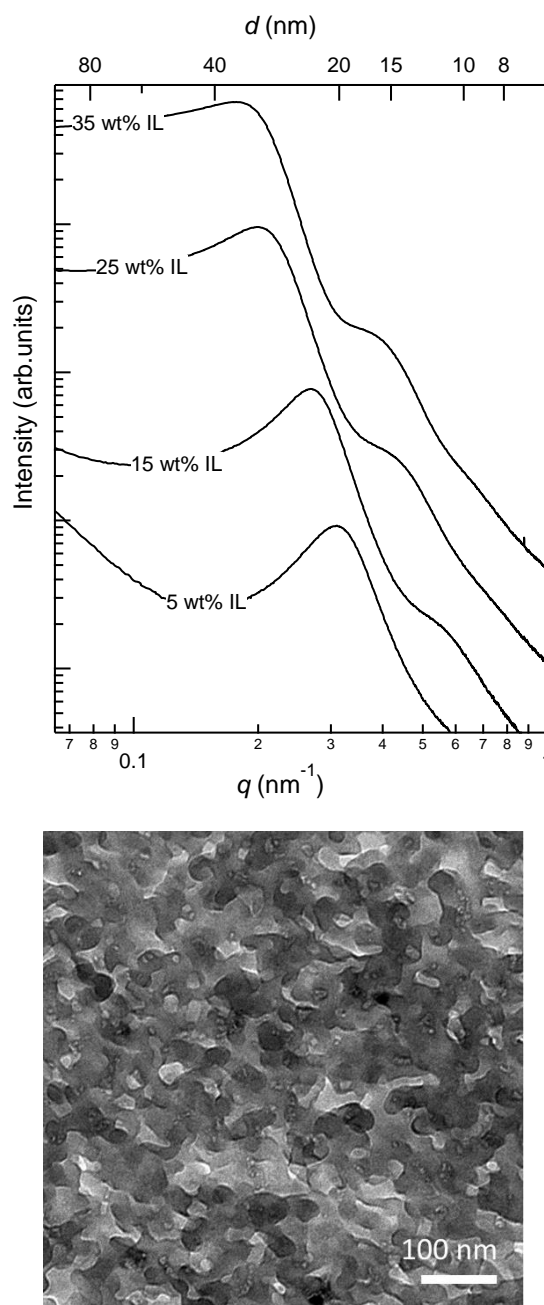 d (nm)
80 40 20 15 10 8
35 wt% IL
25 wt% IL
15 wt% IL
5 wt% IL
Intensity (arb.units)
7 8 9 2 3 4 5 6 7 8 9
0.1 1
q (nm⁻¹)
100 nm